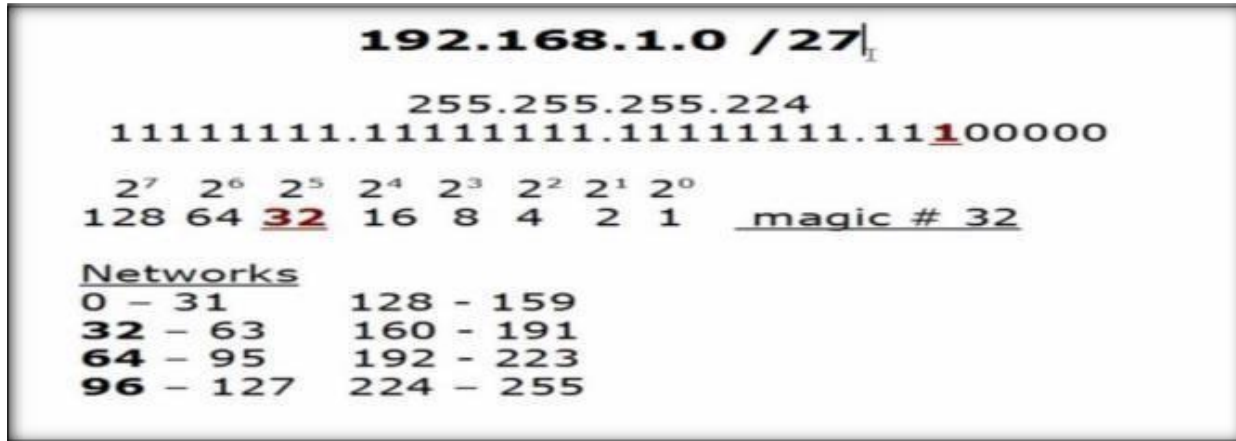 192.168.1.0 /27
255.255.255.224
11111111.11111111.11111111.11100000
2⁷ 2⁶ 2⁵ 2⁴ 2³ 2² 2¹ 2⁰
128 64 32 16 8 4 2 1 magic # 32
Networks
0 – 31 128 - 159
32 – 63 160 - 191
64 – 95 192 - 223
96 – 127 224 – 255